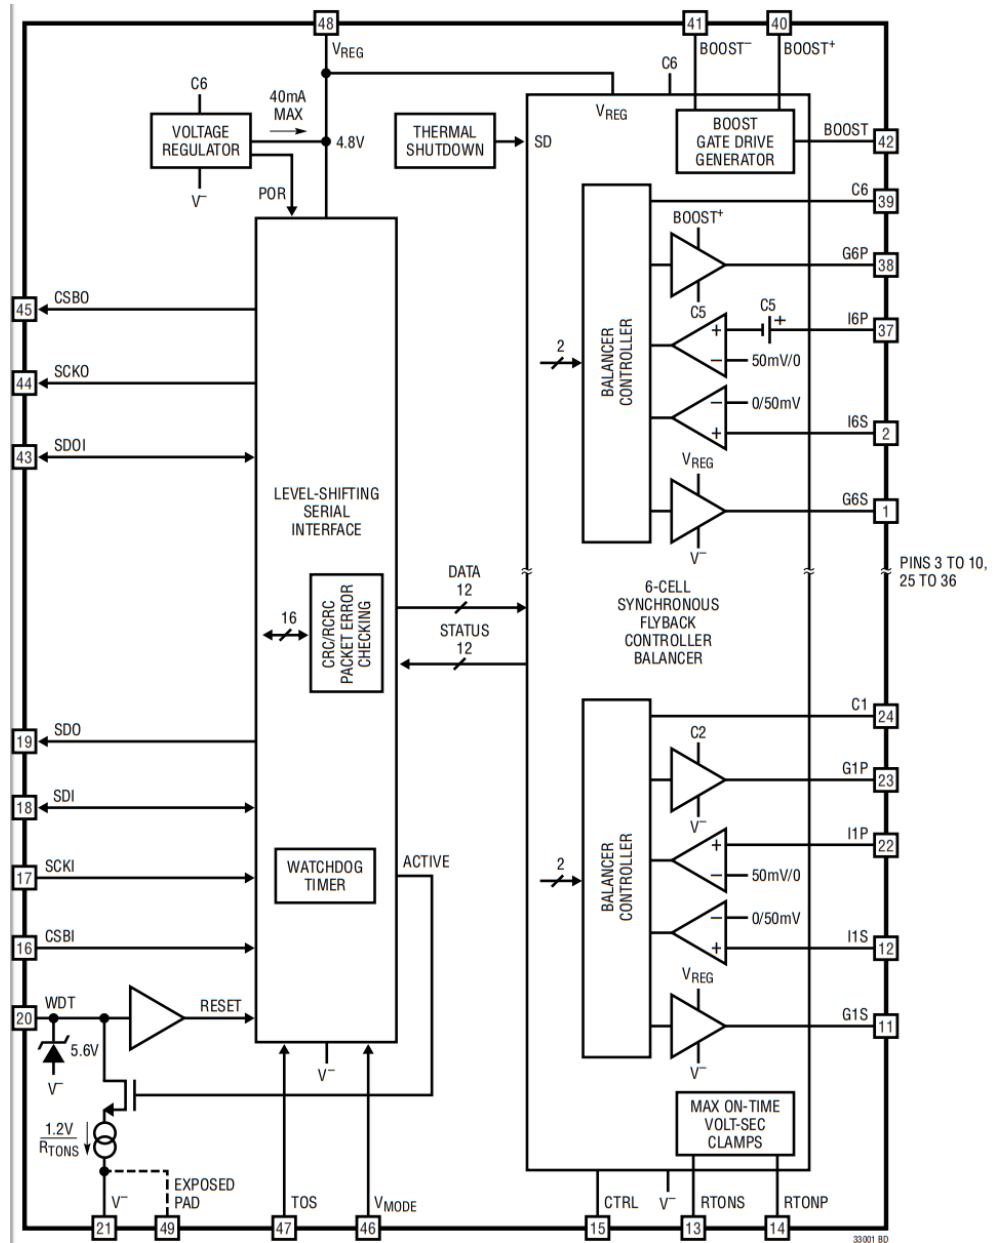 48
41
40
VREG
BOOST–
BOOST+
C6
C6
40mA
MAX
VREG
VOLTAGE
REGULATOR
4.8V
THERMAL
SHUTDOWN
SD
BOOST
GATE DRIVE
GENERATOR
BOOST
42
V–
POR
C6
39
BOOST+
G6P
38
CSBO
45
C5
C5
+
I6P
37
+
–
50mV/0
2
BALANCER
CONTROLLER
SCKO
44
–
0/50mV
+
I6S
2
SDOI
43
VREG
G6S
1
V–
LEVEL-SHIFTING
SERIAL
INTERFACE
PINS 3 TO 10,
25 TO 36
DATA
12
6-CELL
SYNCHRONOUS
FLYBACK
CONTROLLER
BALANCER
16
CRC/RCRC
PACKET ERROR
CHECKING
STATUS
12
C1
24
SDO
19
C2
G1P
23
SDI
18
V–
I1P
22
+
–
50mV/0
WATCHDOG
TIMER
ACTIVE
2
BALANCER
CONTROLLER
SCKI
17
–
0/50mV
+
I1S
12
CSBI
16
VREG
WDT
20
RESET
G1S
11
5.6V
V–
V–
V–
1.2V
RTONS
MAX ON-TIME
VOLT-SEC
CLAMPS
V–
21
EXPOSED
PAD
49
TOS
47
VMODE
46
CTRL
15
V–
RTONS
13
RTONP
14
33001 BD